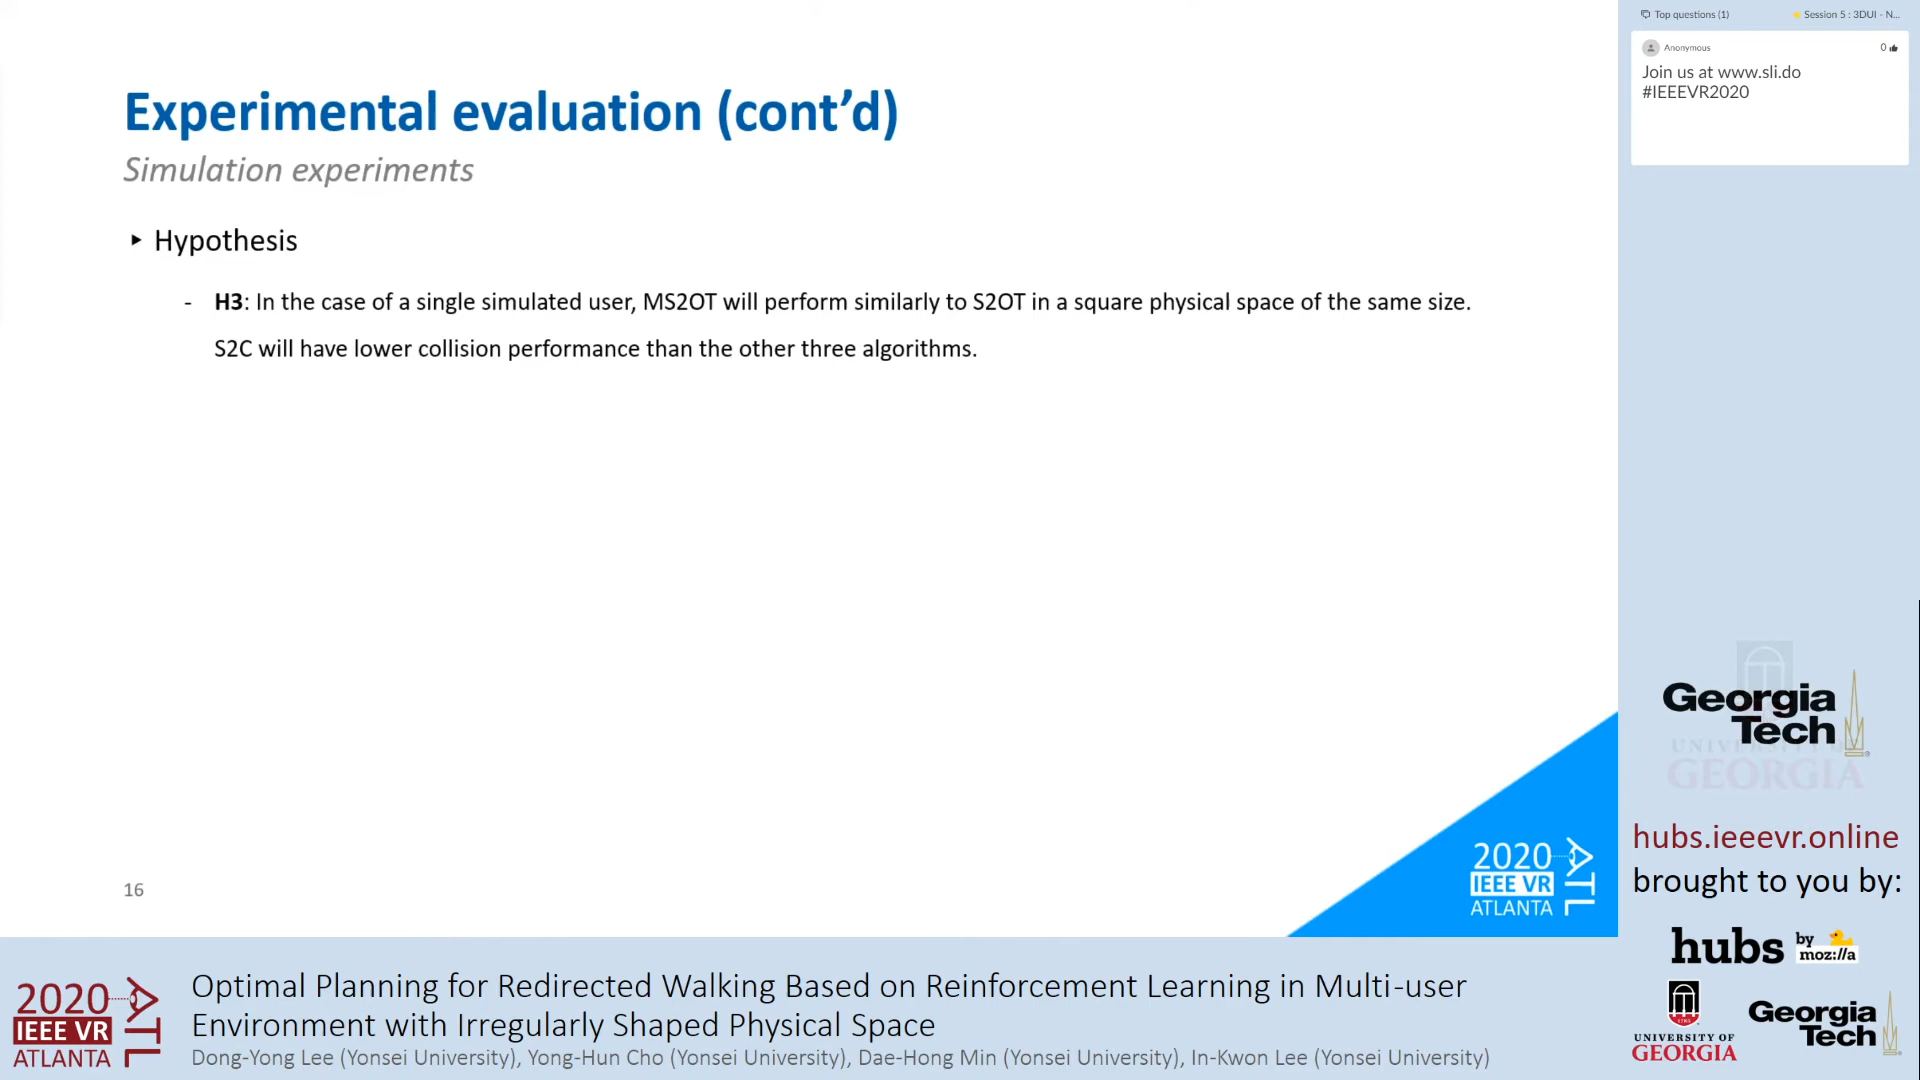 Experimental evaluation (cont’d)
Simulation experiments
▸ Hypothesis
- H3: In the case of a single simulated user, MS2OT will perform similarly to S2OT in a square physical space of the same size.
S2C will have lower collision performance than the other three algorithms.
16
2020
IEEE VR
ATLANTA
ATL
Top questions (1)
Session 5 : 3DUI - N...
Anonymous
0
Join us at www.sli.do
#IEEEVR2020
Georgia
Tech
UNIVERSITY OF
GEORGIA
hubs.ieeevr.online
brought to you by:
hubs by
moz://a
UNIVERSITY OF
GEORGIA
Georgia
Tech
2020
IEEE VR
ATLANTA
ATL
Optimal Planning for Redirected Walking Based on Reinforcement Learning in Multi-user
Environment with Irregularly Shaped Physical Space
Dong-Yong Lee (Yonsei University), Yong-Hun Cho (Yonsei University), Dae-Hong Min (Yonsei University), In-Kwon Lee (Yonsei University)